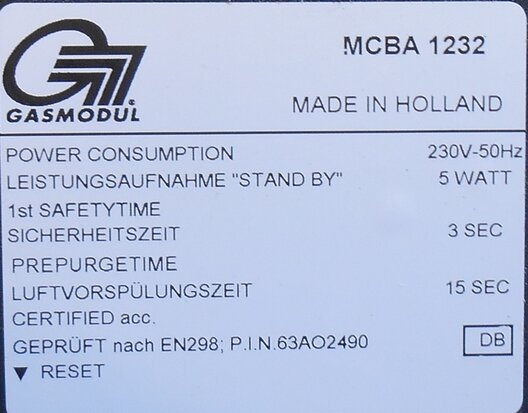 MCBA 1232
GASMODUL®
MADE IN HOLLAND
POWER CONSUMPTION 230V-50Hz
LEISTUNGSAUFNAHME "STAND BY" 5 WATT
1st SAFETYTIME
SICHERHEITSZEIT 3 SEC
PREPURGETIME
LUFTVORSPÜLUNGSZEIT 15 SEC
CERTIFIED acc.
GEPRÜFT nach EN298; P.I.N.63AO2490 DB
▼ RESET